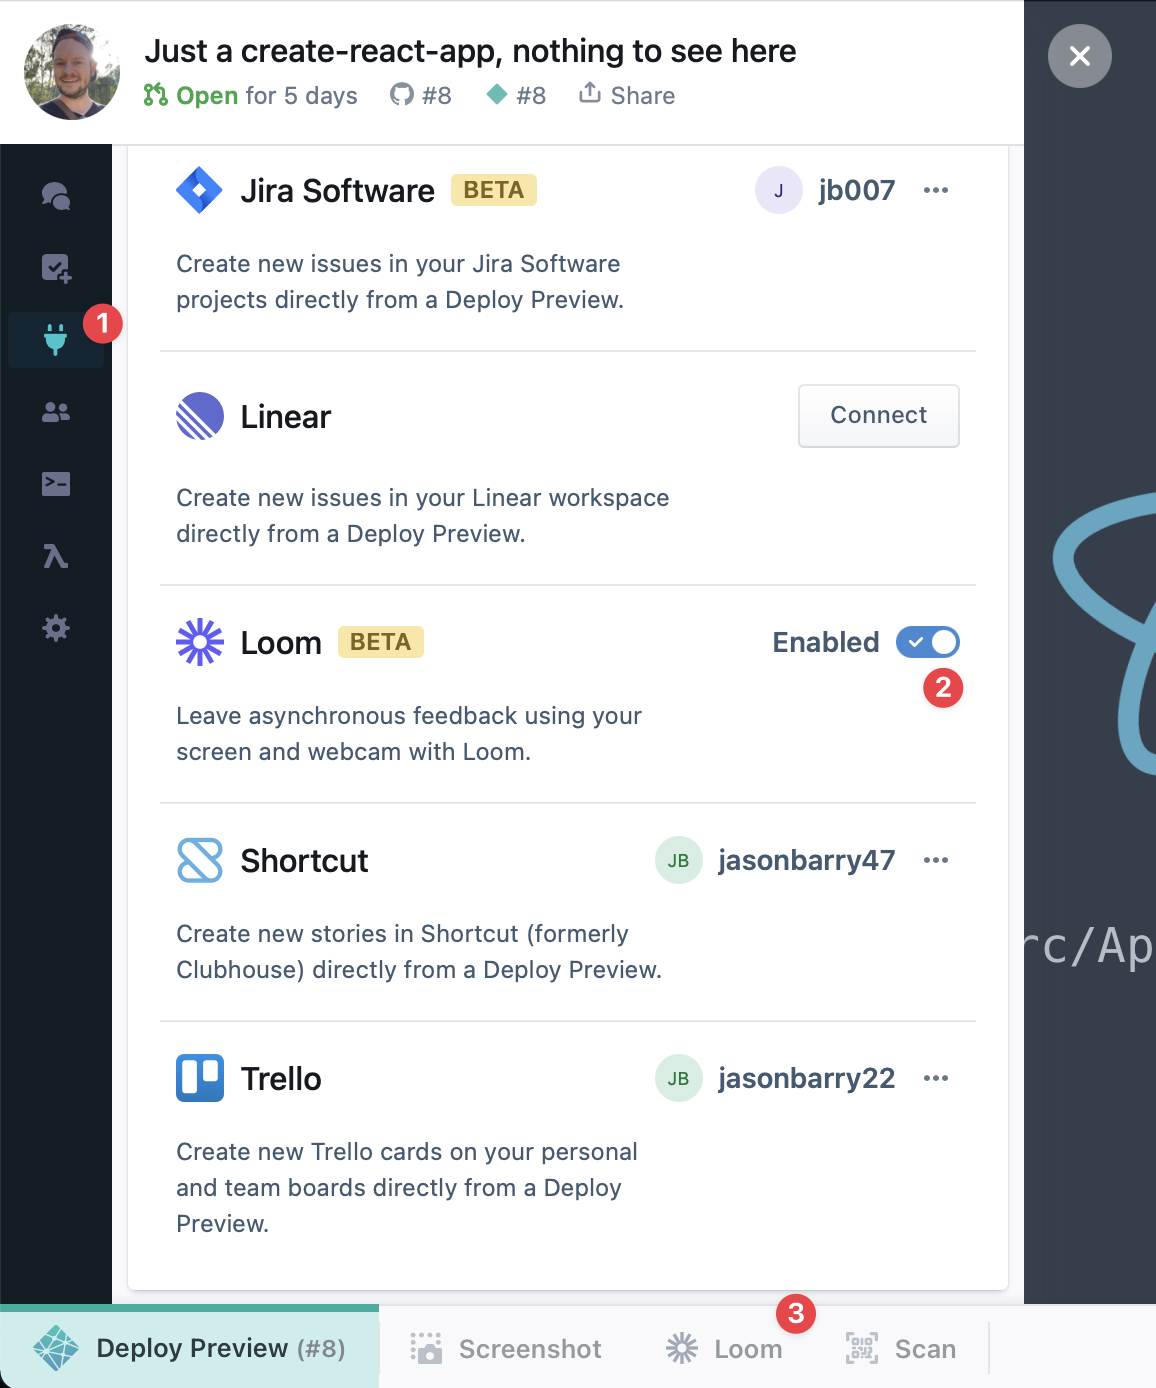 Just a create-react-app, nothing to see here
Open for 5 days #8 #8 Share
Jira Software BETA J jb007
Create new issues in your Jira Software
projects directly from a Deploy Preview.
1
Linear Connect
Create new issues in your Linear workspace
directly from a Deploy Preview.
Loom BETA Enabled
2
Leave asynchronous feedback using your
screen and webcam with Loom.
Shortcut JB jasonbarry47
Create new stories in Shortcut (formerly
Clubhouse) directly from a Deploy Preview.
rc/Ap
Trello JB jasonbarry22
Create new Trello cards on your personal
and team boards directly from a Deploy
Preview.
3
Deploy Preview (#8) Screenshot Loom Scan